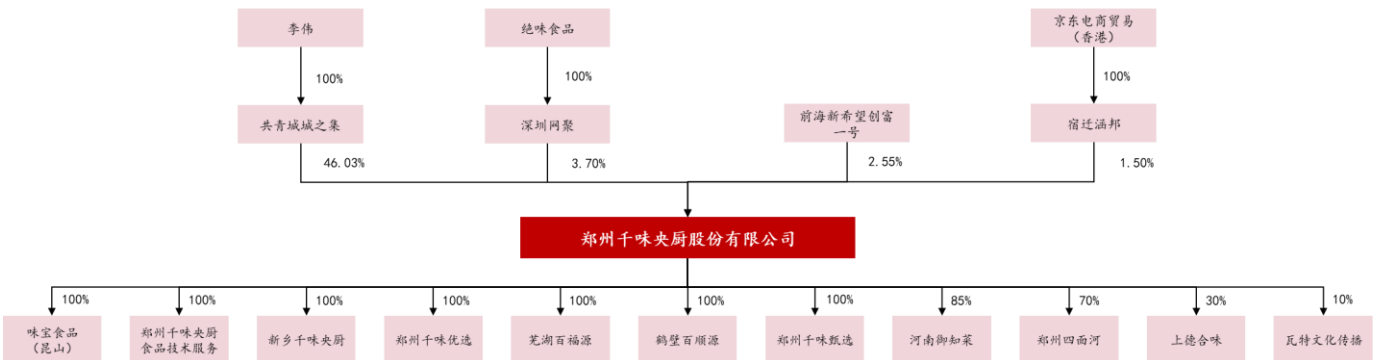 李伟
绝味食品
京东电商贸易
(香港)
100%
100%
100%
共青城城之集
深圳网聚
前海新希望创富
一号
宿迁涵邦
46.03%
3.70%
2.55%
1.50%
郑州千味央厨股份有限公司
100%
100%
100%
100%
100%
100%
100%
85%
70%
30%
10%
味宝食品
(昆山)
郑州千味央厨
食品技术服务
新乡千味央厨
郑州千味优选
芜湖百福源
鹤壁百顺源
郑州千味甄选
河南御知菜
郑州四面河
上德合味
瓦特文化传播